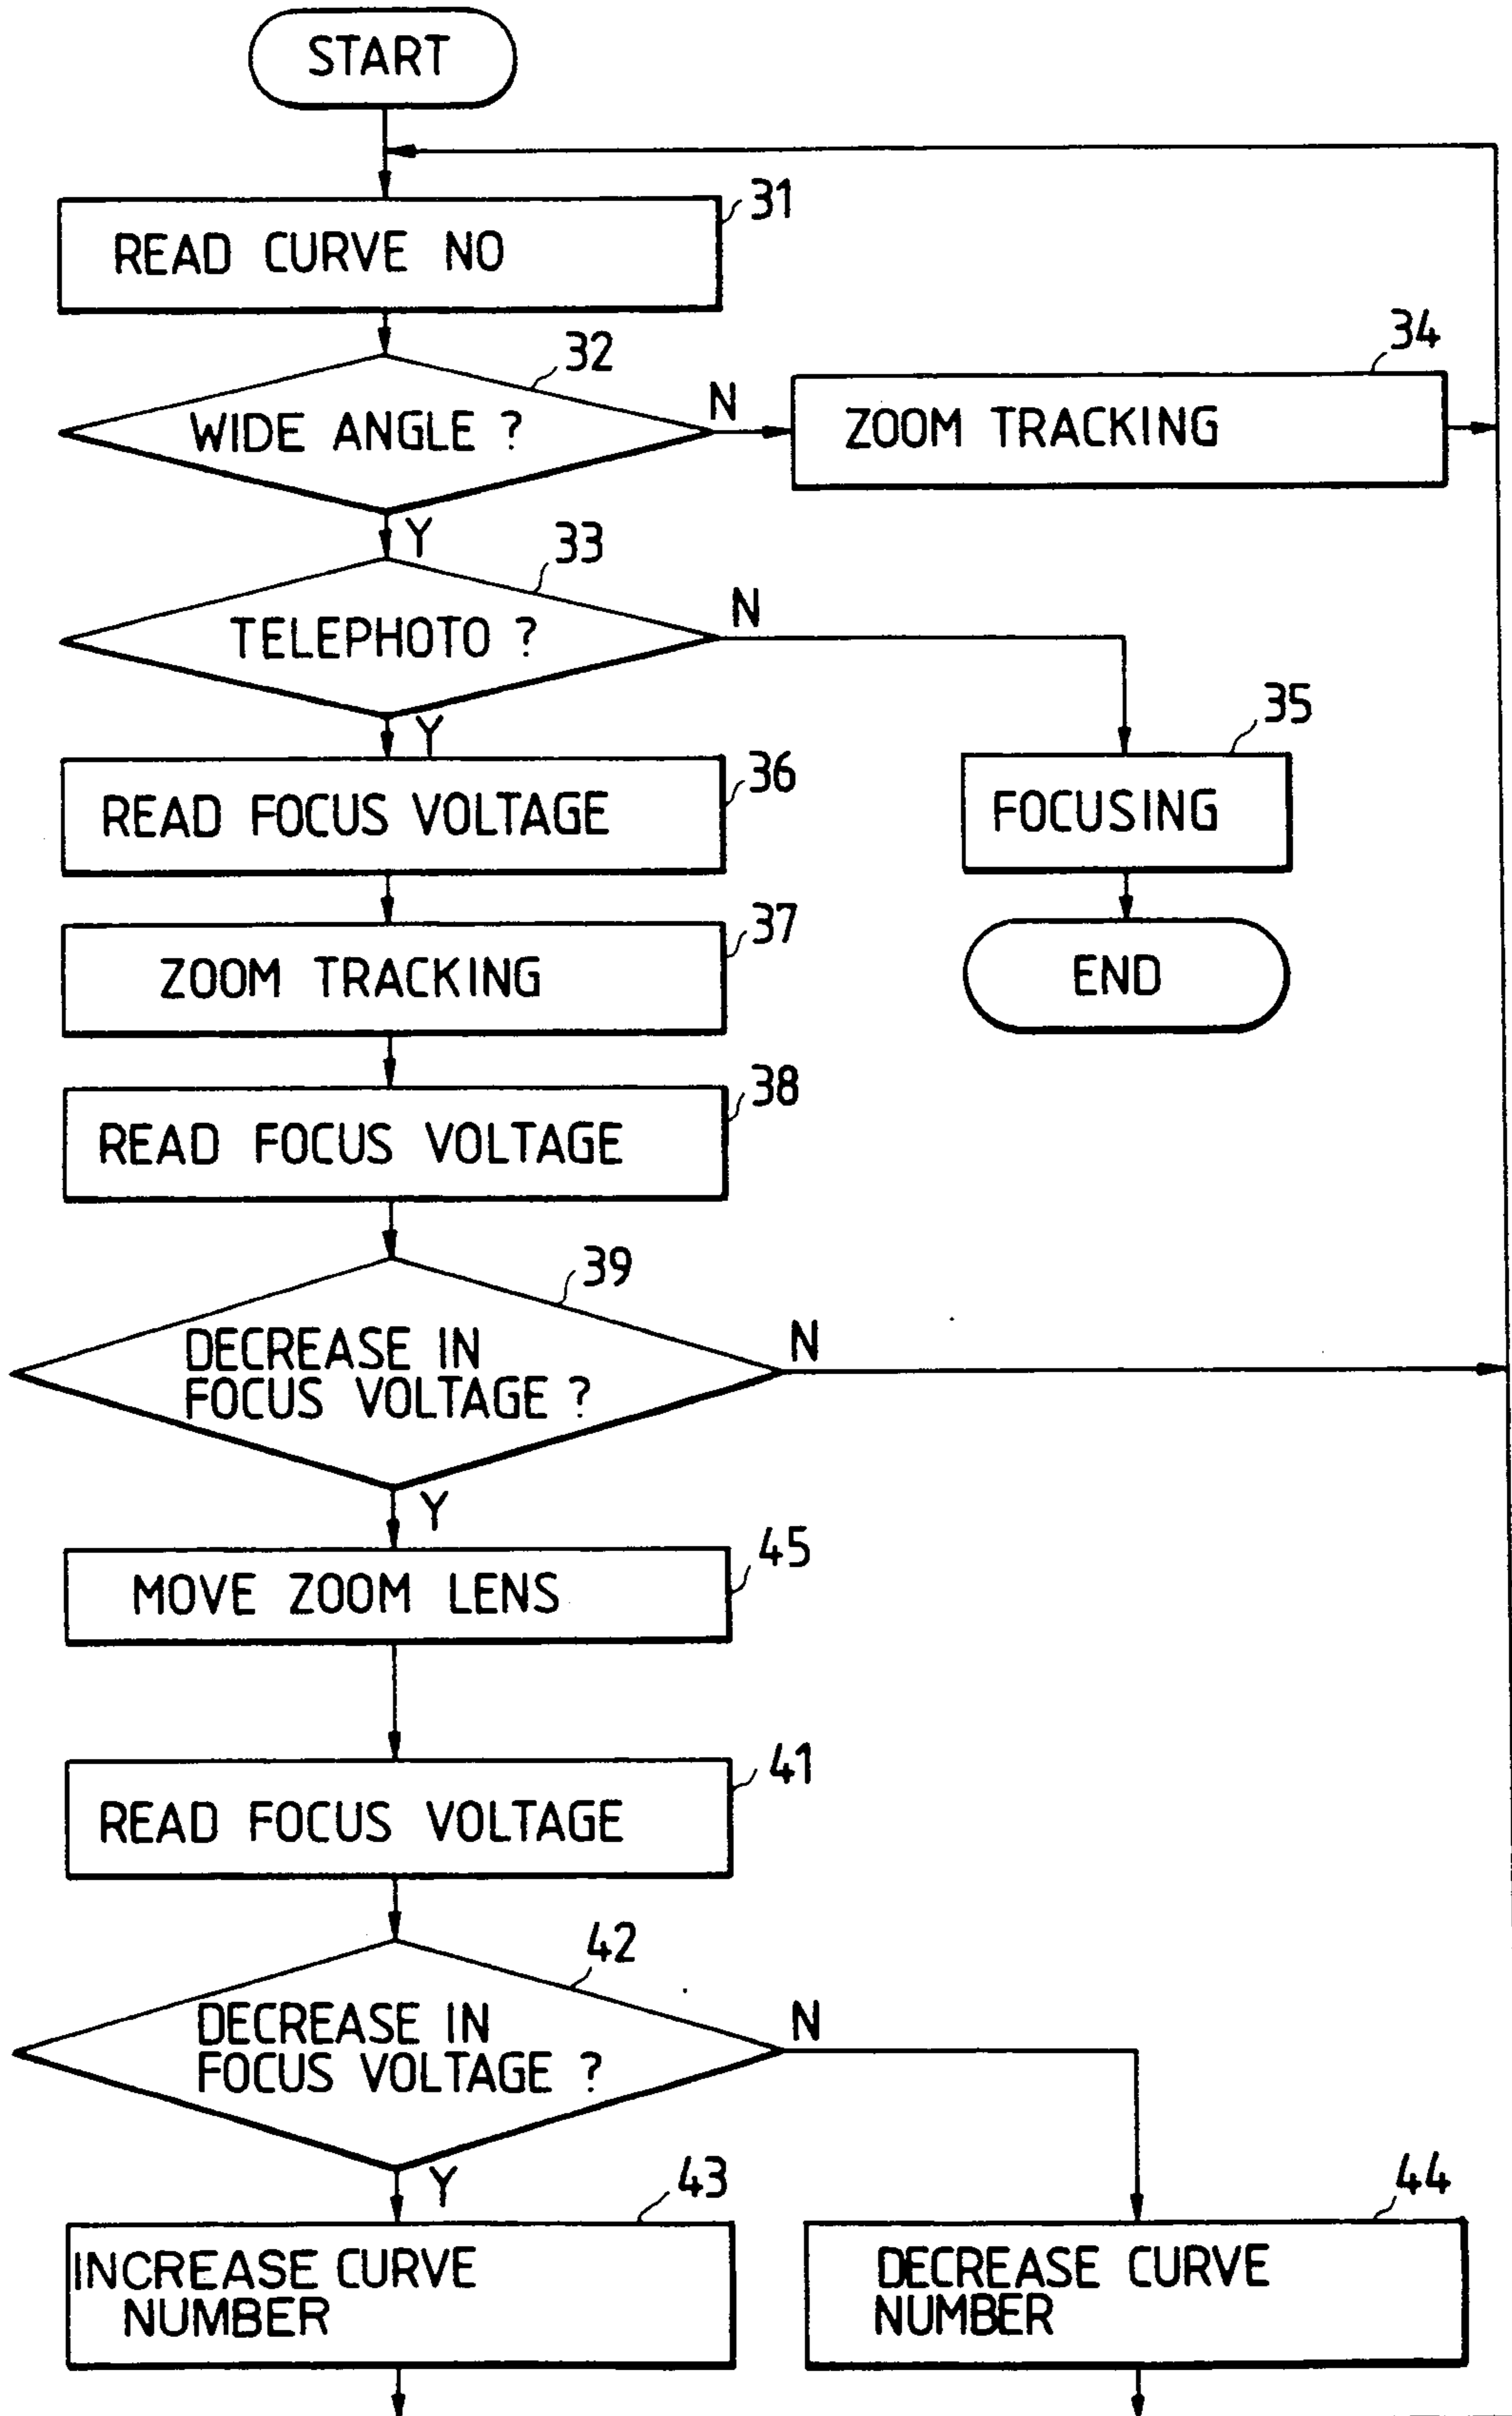 START
31
READ CURVE NO
32
34
WIDE ANGLE ?
N
ZOOM TRACKING
Y
33
TELEPHOTO ?
N
Y
35
36
READ FOCUS VOLTAGE
FOCUSING
37
ZOOM TRACKING
END
38
READ FOCUS VOLTAGE
39
DECREASE IN
FOCUS VOLTAGE ?
N
Y
45
MOVE ZOOM LENS
41
READ FOCUS VOLTAGE
42
DECREASE IN
FOCUS VOLTAGE ?
N
Y
43
44
INCREASE CURVE
NUMBER
DECREASE CURVE
NUMBER